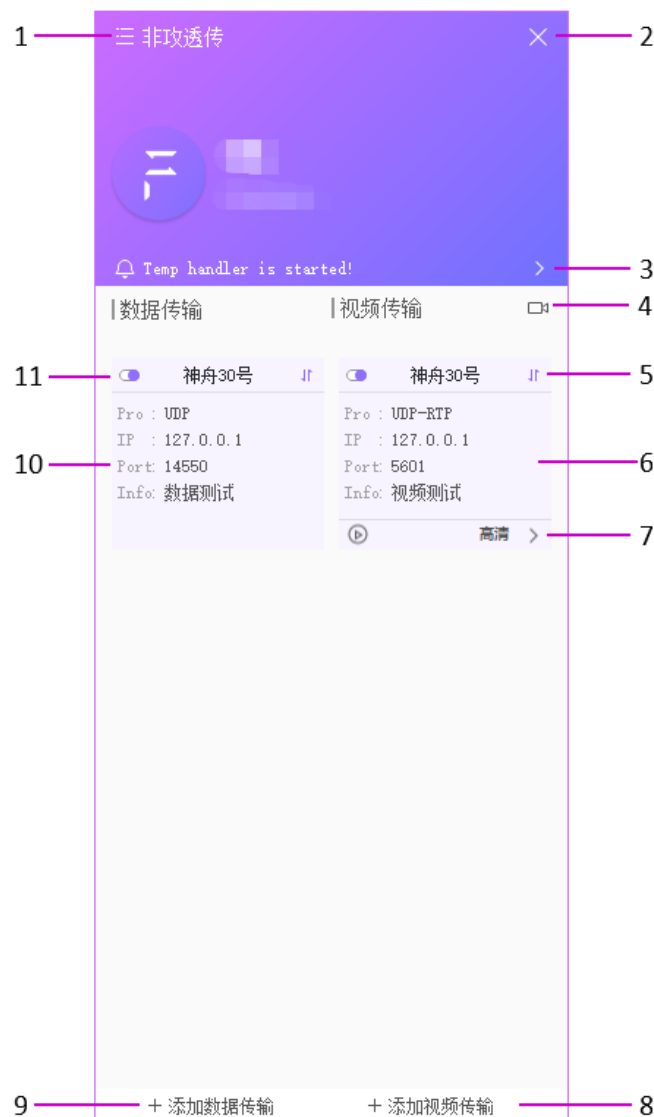 1 非攻透传 2
Temp handler is started! 3
数据传输 视频传输 4
11 神舟30号 神舟30号 5
Pro : UDP Pro : UDP-RTP
IP : 127.0.0.1 IP : 127.0.0.1
10 Port: 14550 Port: 5601 6
Info: 数据测试 Info: 视频测试
高清 7
9 + 添加数据传输 + 添加视频传输 8